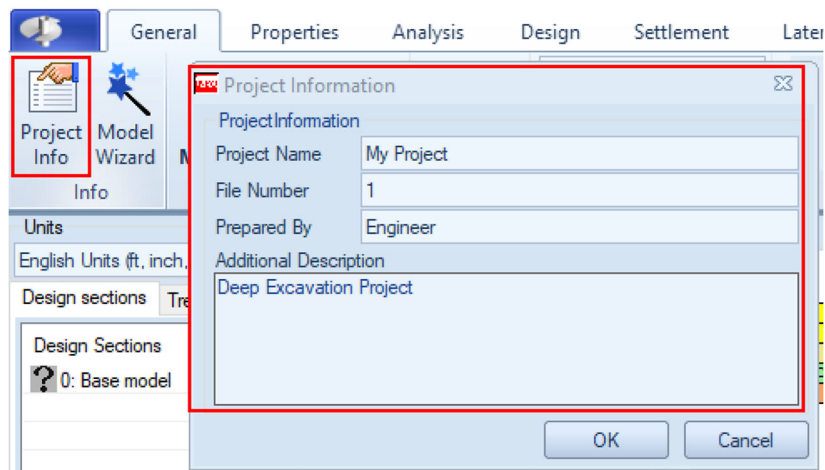 General Properties Analysis Design Settlement
Project Info
Model Wizard
Info
Project Information
ProjectInformation
Project Name My Project
File Number 1
Prepared By Engineer
Additional Description
Deep Excavation Project
OK Cancel
Units
English Units (ft, inch,
Design sections
Design Sections
0: Base model